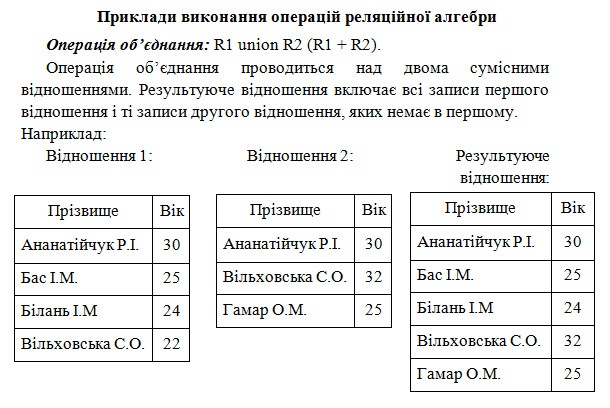 Приклади виконання операцій реляційної алгебри
Операція об’єднання: R1 union R2 (R1 + R2).
Операція об’єднання проводиться над двома сумісними
відношеннями. Результуюче відношення включає всі записи першого
відношення і ті записи другого відношення, яких немає в першому.
Наприклад:
Відношення 1:
Прізвище Вік
Ананатійчук Р.І. 30
Бас І.М. 25
Білань І.М 24
Вільховська С.О. 22
Відношення 2:
Прізвище Вік
Ананатійчук Р.І. 30
Вільховська С.О. 32
Гамар О.М. 25
Результуюче
відношення:
Прізвище Вік
Ананатійчук Р.І. 30
Бас І.М. 25
Білань І.М 24
Вільховська С.О. 32
Гамар О.М. 25